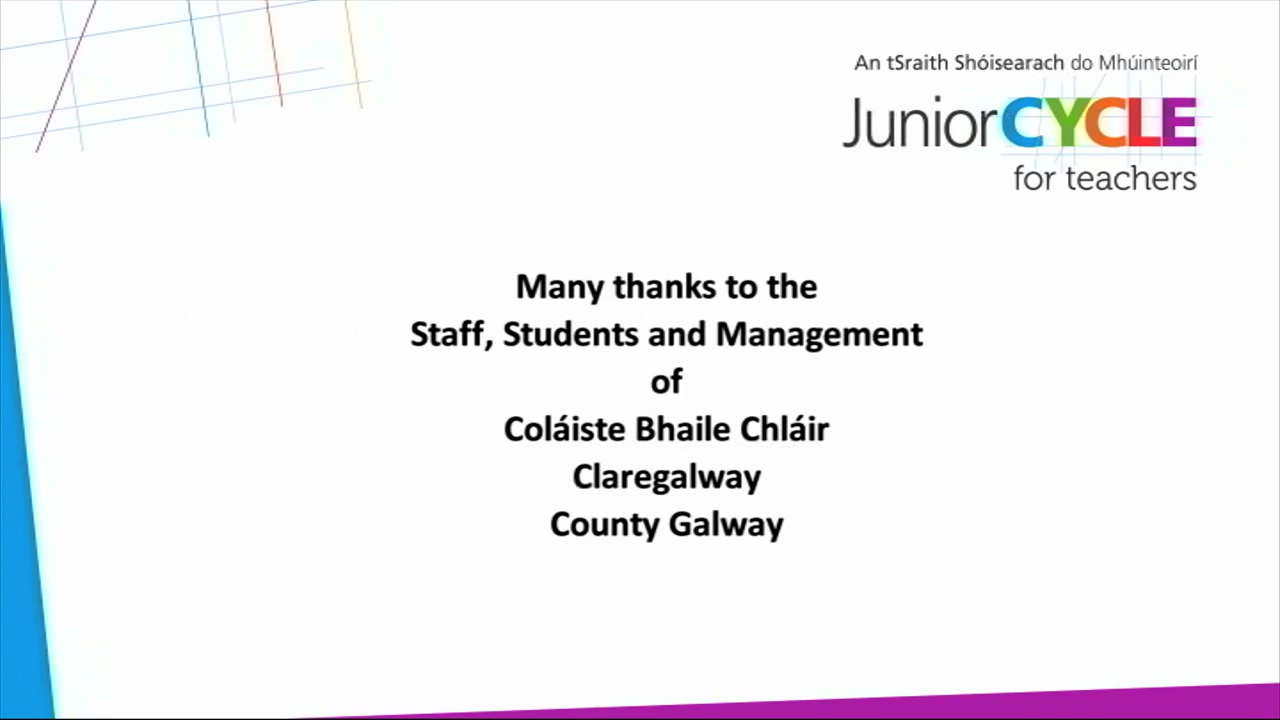 An tSraith Shóisearach do Mhúinteoirí
JuniorCYCLE
for teachers
Many thanks to the
Staff, Students and Management
of
Coláiste Bhaile Chláir
Claregalway
County Galway